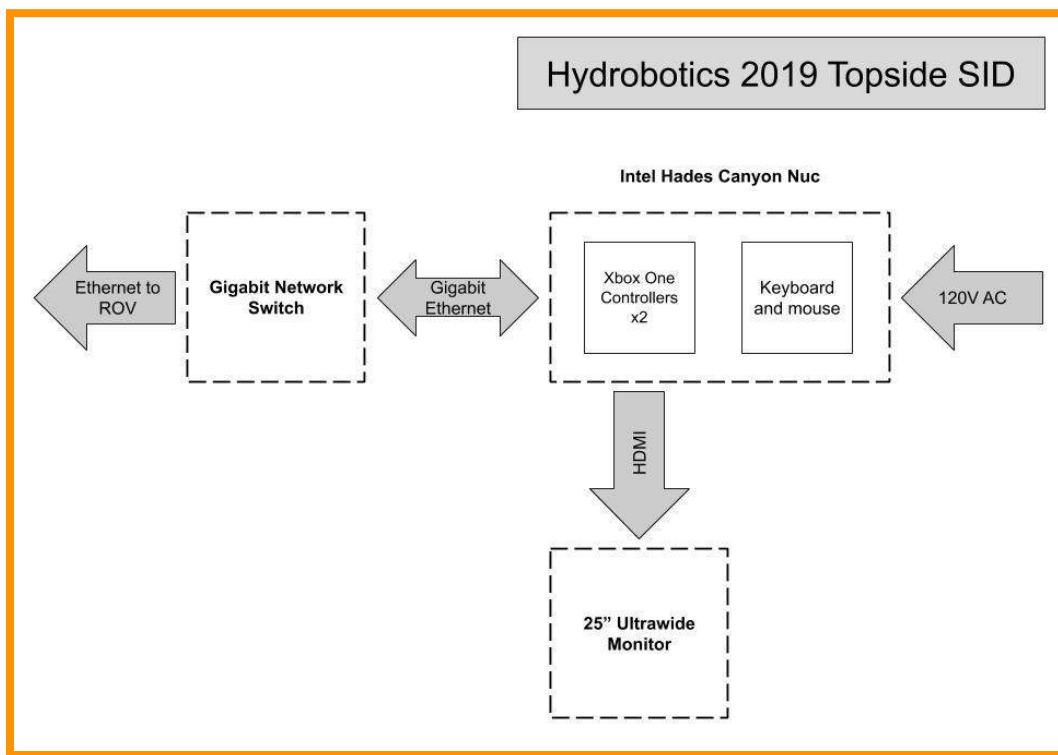 Hydrobotics 2019 Topside SID
Intel Hades Canyon Nuc
Ethernet to
ROV
Gigabit Network
Switch
Gigabit
Ethernet
Xbox One
Controllers
x2
Keyboard
and mouse
120V AC
HDMI
25” Ultrawide
Monitor